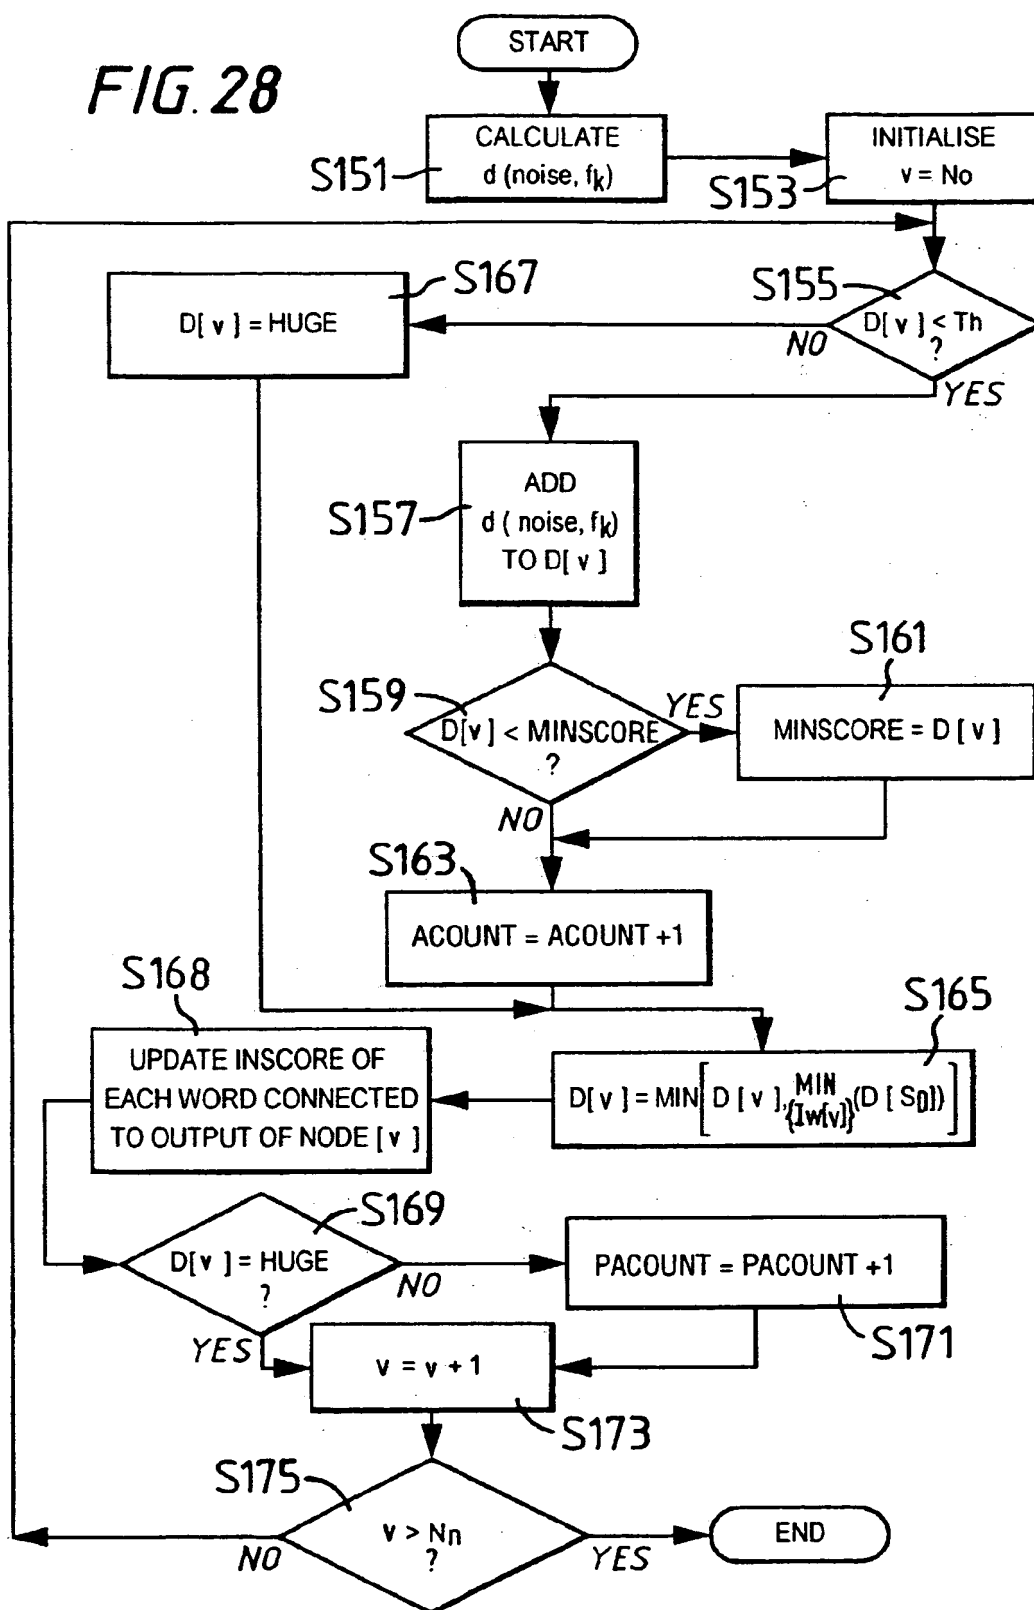 FIG. 28
START
S151
CALCULATE
d (noise, fk)
S153
INITIALISE
v = No
S155
D[v] < Th
?
NO
YES
S167
D[v] = HUGE
S157
ADD
d ( noise, fk)
TO D[v]
S159
D[v] < MINSCORE
?
YES
NO
S161
MINSCORE = D [v]
S163
ACOUNT = ACOUNT +1
S165
D[v] = MIN[ D [v], MIN {Iw[v]} (D [S0]) ]
S168
UPDATE INSCORE OF
EACH WORD CONNECTED
TO OUTPUT OF NODE [v]
S169
D[v] = HUGE
?
NO
YES
PACOUNT = PACOUNT +1
S171
v = v + 1
S173
S175
v > Nn
?
NO
YES
END